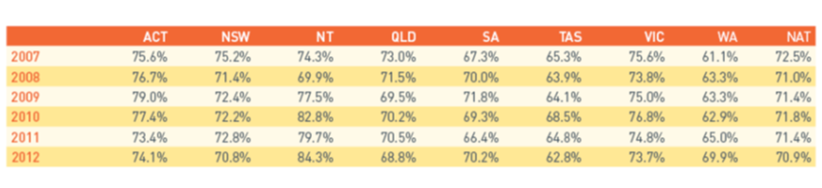 ACT NSW NT QLD SA TAS VIC WA NAT
2007 75.6% 75.2% 74.3% 73.0% 67.3% 65.3% 75.6% 61.1% 72.5%
2008 76.7% 71.4% 69.9% 71.5% 70.0% 63.9% 73.8% 63.3% 71.0%
2009 79.0% 72.4% 77.5% 69.5% 71.8% 64.1% 75.0% 63.3% 71.4%
2010 77.4% 72.2% 82.8% 70.2% 69.3% 68.5% 76.8% 62.9% 71.8%
2011 73.4% 72.8% 79.7% 70.5% 66.4% 64.8% 74.8% 65.0% 71.4%
2012 74.1% 70.8% 84.3% 68.8% 70.2% 62.8% 73.7% 69.9% 70.9%